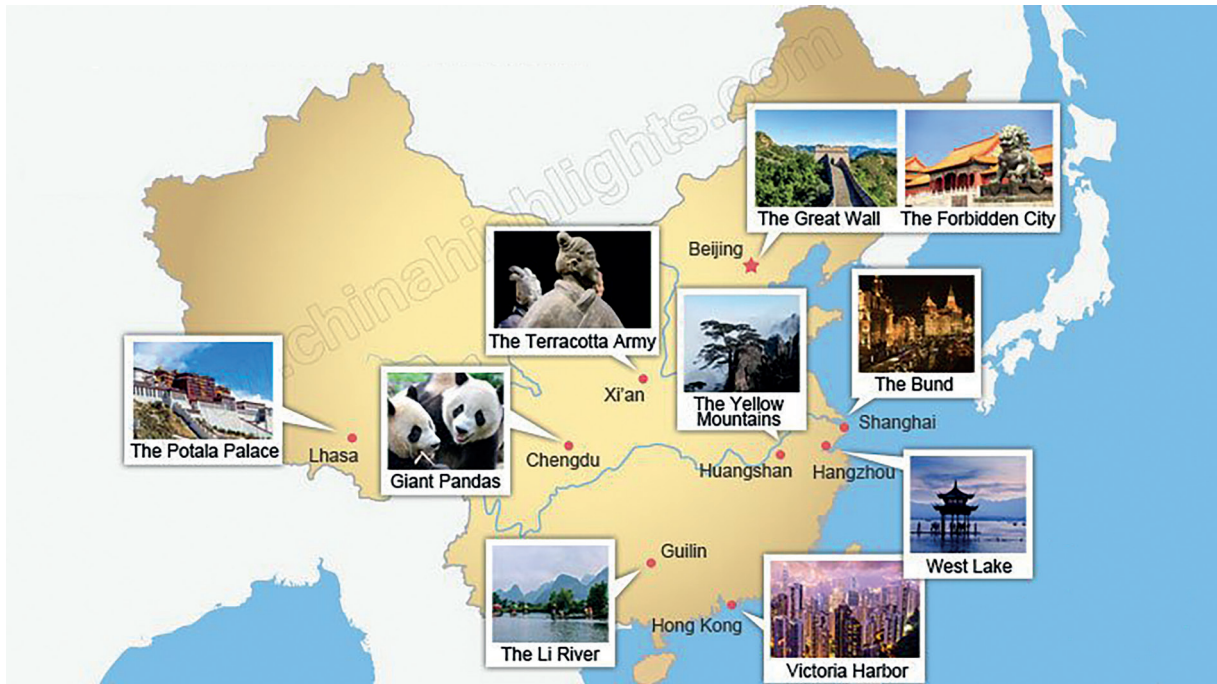 www.chinahighlights.com
The Great Wall
The Forbidden City
Beijing
The Terracotta Army
Xi'an
The Yellow
Mountains
Huangshan
The Bund
Shanghai
Hangzhou
The Potala Palace
Lhasa
Giant Pandas
Chengdu
West Lake
Guilin
The Li River
Hong Kong
Victoria Harbor